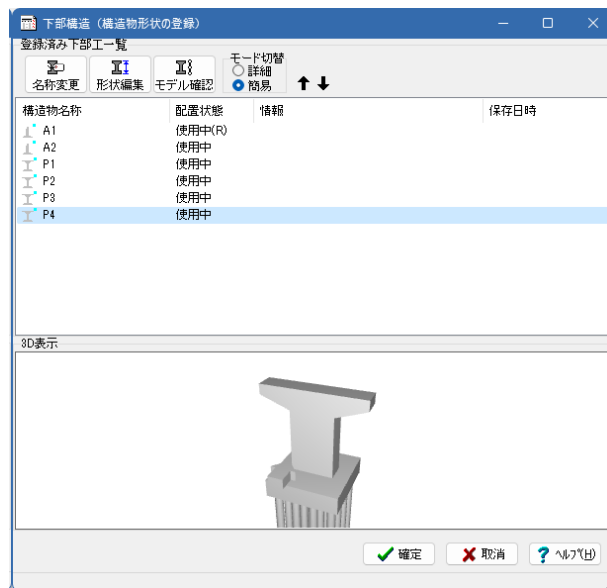 下部構造（構造物形状の登録）
登録済み下部工一覧
名称変更 形状編集 モデル確認
モード切替
詳細
簡易
構造物名称 配置状態 情報 保存日時
A1 使用中(R)
A2 使用中
P1 使用中
P2 使用中
P3 使用中
P4 使用中
3D表示
確定 取消 ? ﾍﾙﾌﾟ(H)